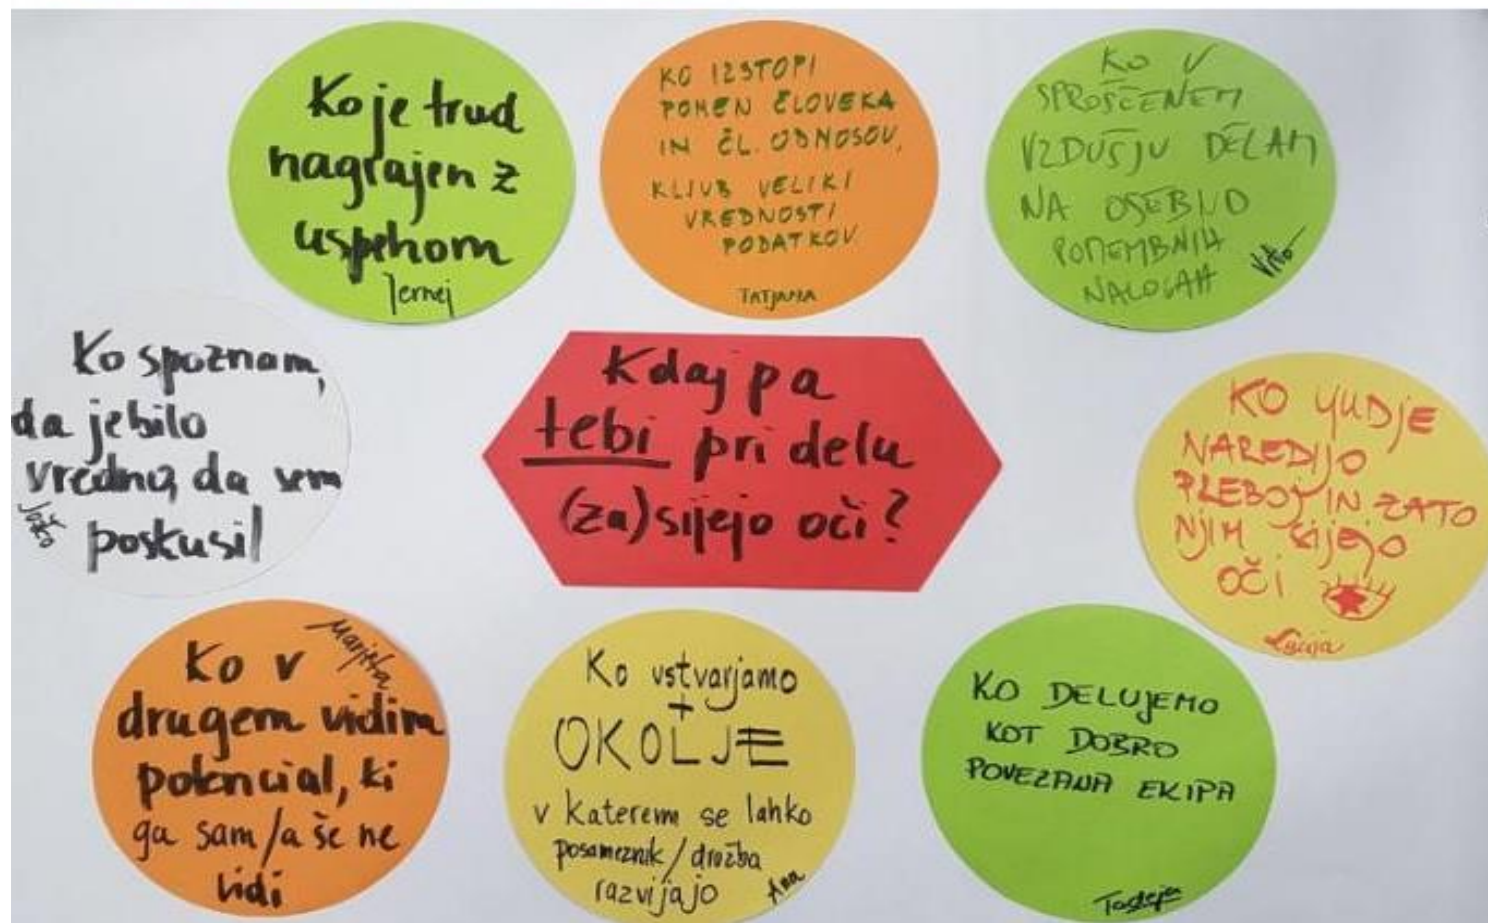 Ko je trud
nagrajen z
uspehom
Jernej
KO IZSTOPI
POMEN ČLOVEKA
IN ČL. ODNOSOV,
KLJUB VELIKI
VREDNOSTI
PODATKOV
TATJANA
KO V
SPROŠČENEM
VZDUŠJU DELAM
NA OSEBNO
POMEMBNIH
NALOGAH
Vito
Ko spoznam,
da je bilo
vredno, da sem
poskusil
Joško
Kdaj pa
tebi pri delu
(za)sijejo oči?
KO LJUDJE
NAREDIJO
PREBOJ IN ZATO
NJIM SIJEJO
OČI
Marjeta
Ko v
drugem vidim
potencial, ki
ga sam/a še ne
vidi
Ko ustvarjamo
+
OKOLJE
v katerem se lahko
posameznik/družba
razvijajo
Ana
KO DELUJEMO
KOT DOBRO
POVEZANA EKIPA
Tadeja